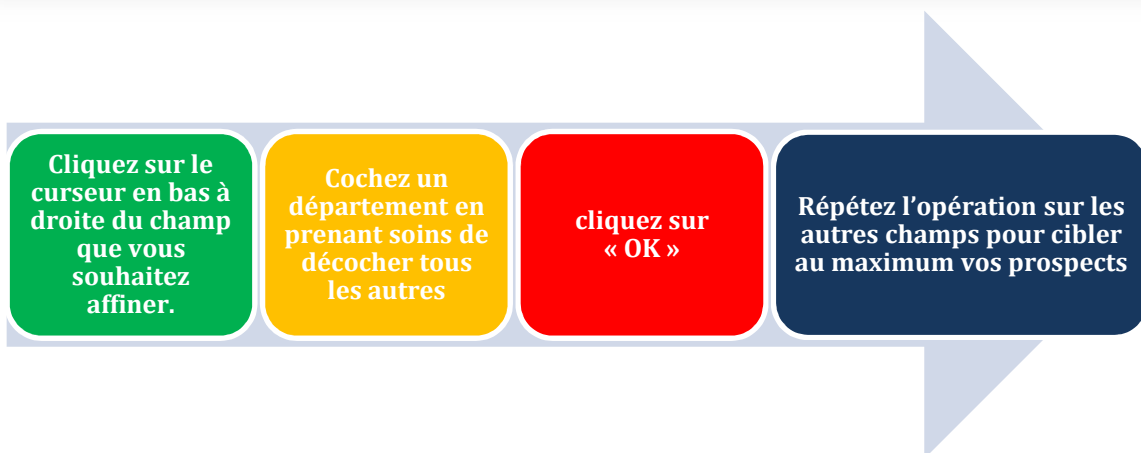 Cliquez sur le
curseur en bas à
droite du champ
que vous
souhaitez
affiner.
Cochez un
département en
prenant soins de
décocher tous
les autres
cliquez sur
« OK »
Répétez l’opération sur les
autres champs pour cibler
au maximum vos prospects